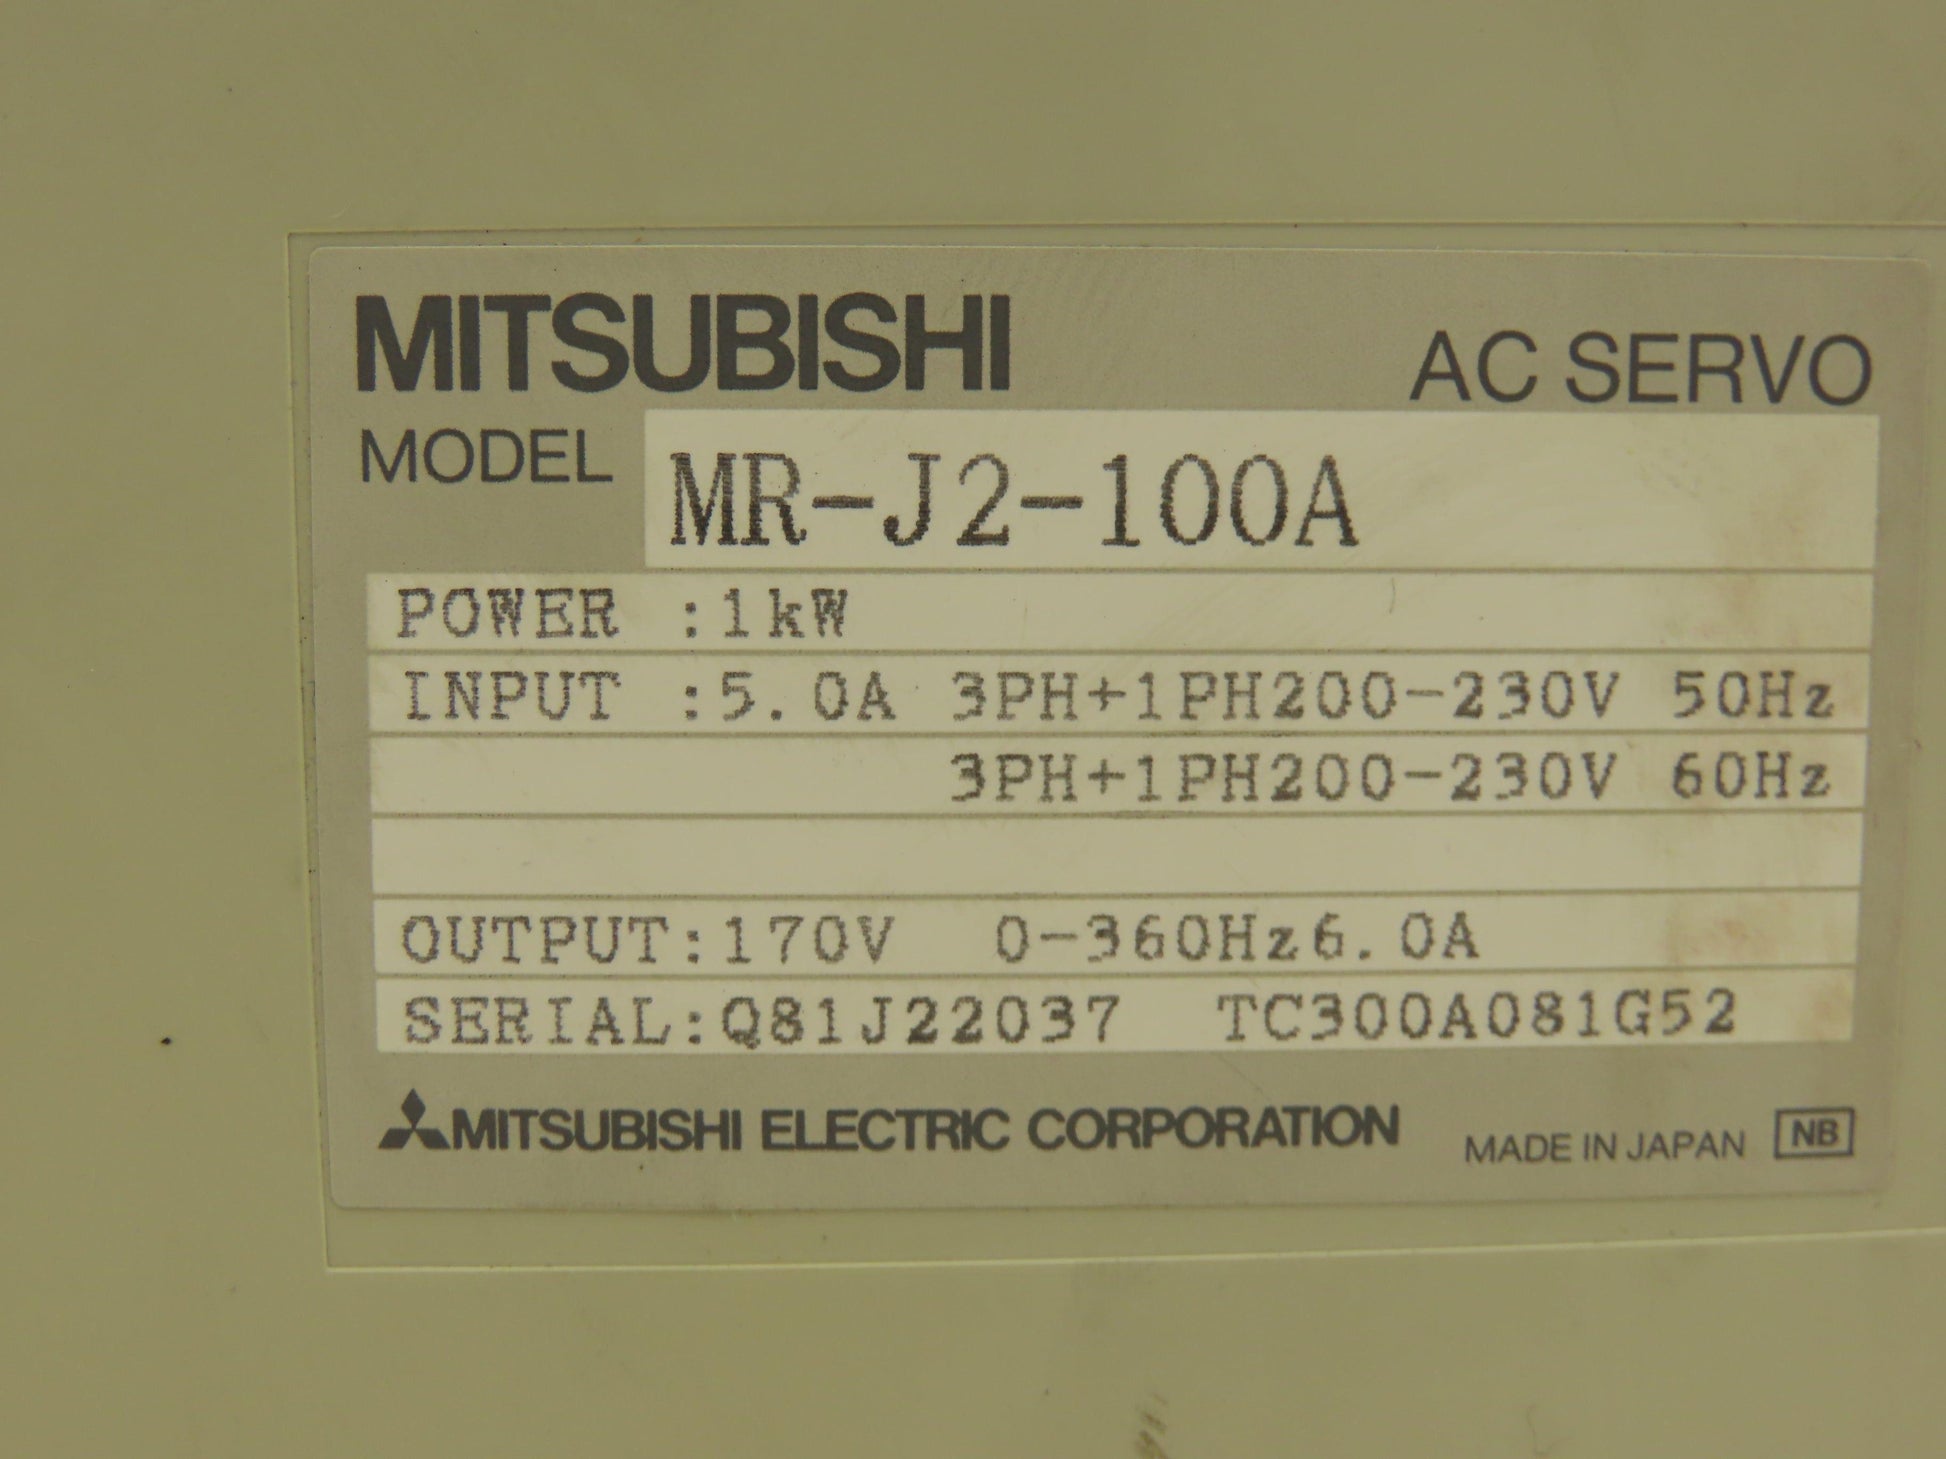 MITSUBISHI
AC SERVO
MODEL MR-J2-100A
POWER :1kW
INPUT :5.0A 3PH+1PH200-230V 50Hz
3PH+1PH200-230V 60Hz
OUTPUT:170V 0-360Hz6.0A
SERIAL:Q81J22037 TC300A081G52
MITSUBISHI ELECTRIC CORPORATION MADE IN JAPAN NB